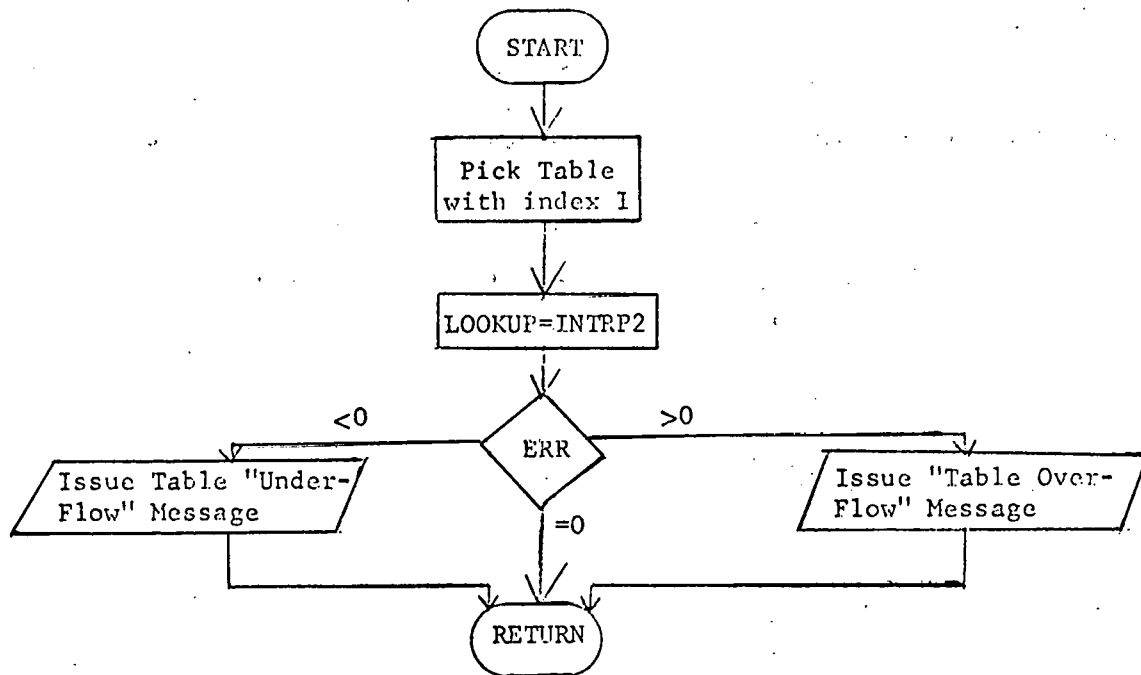 START
Pick Table
with index I
LOOKUP=INTRP2
<0
>0
ERR
Issue Table "Under-
Flow" Message
Issue "Table Over-
Flow" Message
=0
RETURN